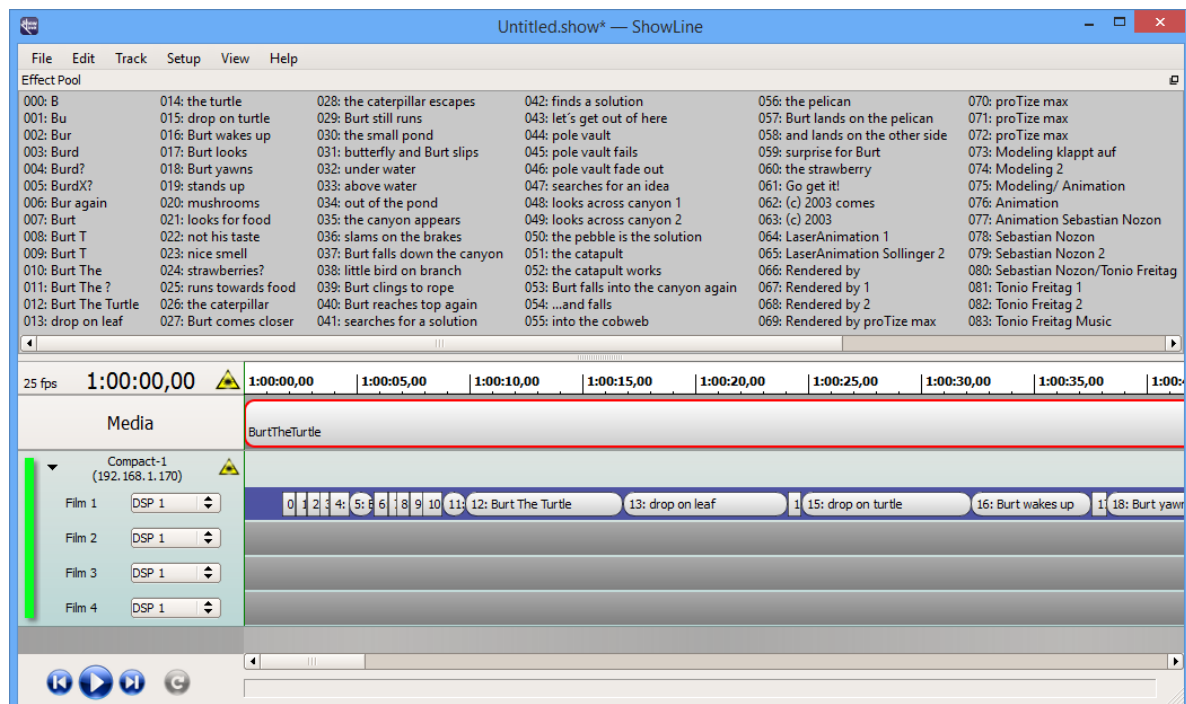 Untitled.show* — ShowLine
File Edit Track Setup View Help
Effect Pool
000: B 014: the turtle 028: the caterpillar escapes 042: finds a solution 056: the pelican 070: proTize max
001: Bu 015: drop on turtle 029: Burt still runs 043: let´s get out of here 057: Burt lands on the pelican 071: proTize max
002: Bur 016: Burt wakes up 030: the small pond 044: pole vault 058: and lands on the other side 072: proTize max
003: Burd 017: Burt looks 031: butterfly and Burt slips 045: pole vault fails 059: surprise for Burt 073: Modeling klappt auf
004: Burd? 018: Burt yawns 032: under water 046: pole vault fade out 060: the strawberry 074: Modeling 2
005: BurdX? 019: stands up 033: above water 047: searches for an idea 061: Go get it! 075: Modeling/ Animation
006: Bur again 020: mushrooms 034: out of the pond 048: looks across canyon 1 062: (c) 2003 comes 076: Animation
007: Burt 021: looks for food 035: the canyon appears 049: looks across canyon 2 063: (c) 2003 077: Animation Sebastian Nozon
008: Burt T 022: not his taste 036: slams on the brakes 050: the pebble is the solution 064: LaserAnimation 1 078: Sebastian Nozon
009: Burt T 023: nice smell 037: Burt falls down the canyon 051: the catapult 065: LaserAnimation Sollinger 2 079: Sebastian Nozon 2
010: Burt The 024: strawberries? 038: little bird on branch 052: the catapult works 066: Rendered by 080: Sebastian Nozon/Tonio Freitag
011: Burt The ? 025: runs towards food 039: Burt clings to rope 053: Burt falls into the canyon again 067: Rendered by 1 081: Tonio Freitag 1
012: Burt The Turtle 026: the caterpillar 040: Burt reaches top again 054: ...and falls 068: Rendered by 2 082: Tonio Freitag 2
013: drop on leaf 027: Burt comes closer 041: searches for a solution 055: into the cobweb 069: Rendered by proTize max 083: Tonio Freitag Music
25 fps 1:00:00,00 1:00:00,00 1:00:05,00 1:00:10,00 1:00:15,00 1:00:20,00 1:00:25,00 1:00:30,00 1:00:35,00 1:00:
Media
BurtTheTurtle
Compact-1
(192.168.1.170)
Film 1 DSP 1 0 1 2 3 4: 5: 6 8 9 10 11: 12: Burt The Turtle 13: drop on leaf 1 15: drop on turtle 16: Burt wakes up 17 18: Burt yawn
Film 2 DSP 1
Film 3 DSP 1
Film 4 DSP 1